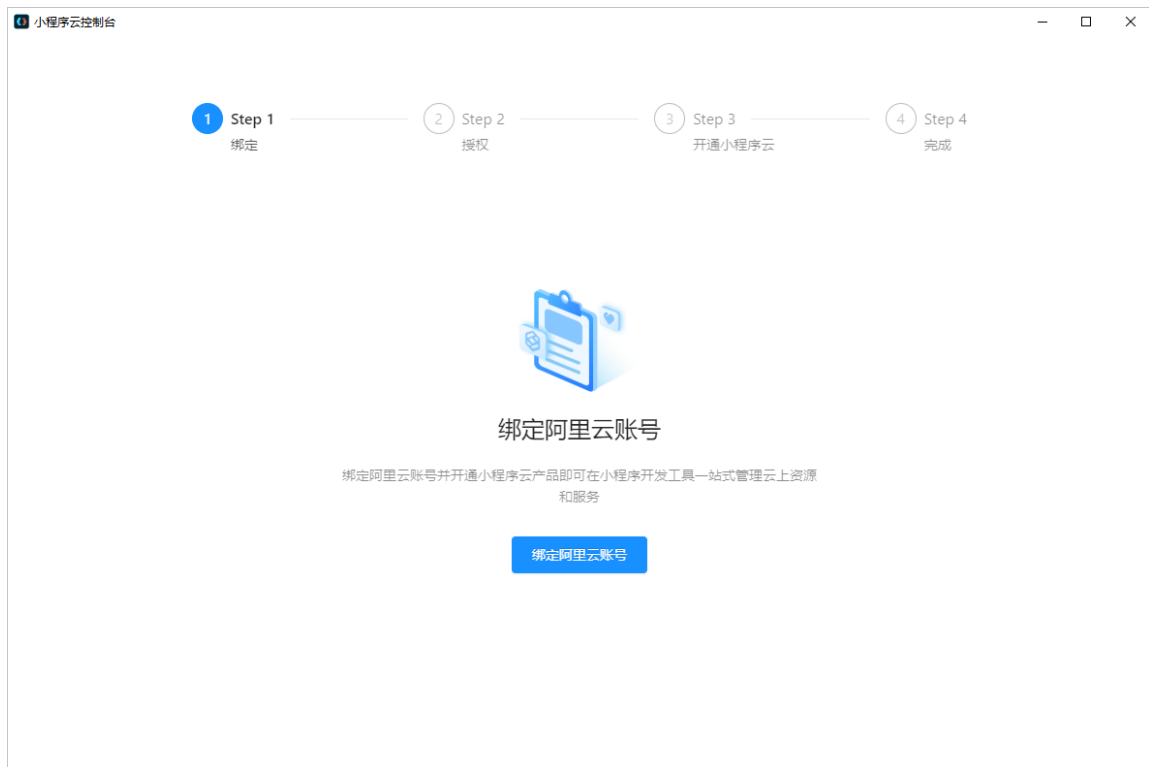 小程序云控制台
1 Step 1
绑定
2 Step 2
授权
3 Step 3
开通小程序云
4 Step 4
完成
绑定阿里云账号
绑定阿里云账号并开通小程序云产品即可在小程序开发工具一站式管理云上资源
和服务
绑定阿里云账号